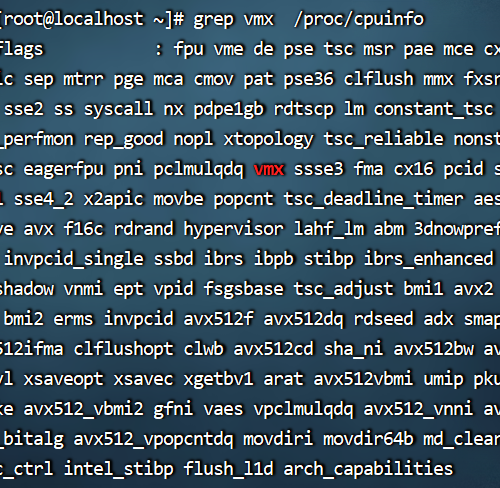 [root@localhost ~]# grep vmx  /proc/cpuinfo
flags           : fpu vme de pse tsc msr pae mce cx
lc sep mtrr pge mca cmov pat pse36 clflush mmx fxsr
sse2 ss syscall nx pdpe1gb rdtscp lm constant_tsc
_perfmon rep_good nopl xtopology tsc_reliable nonst
sc eagerfpu pni pclmulqdq vmx ssse3 fma cx16 pcid s
sse4_2 x2apic movbe popcnt tsc_deadline_timer aes
ve avx f16c rdrand hypervisor lahf_lm abm 3dnowpref
invpcid_single ssbd ibrs ibpb stibp ibrs_enhanced
shadow vnmi ept vpid fsgsbase tsc_adjust bmi1 avx2
bmi2 erms invpcid avx512f avx512dq rdseed adx smap
512ifma clflushopt clwb avx512cd sha_ni avx512bw av
vl xsaveopt xsavec xgetbv1 arat avx512vbmi umip pku
ke avx512_vbmi2 gfni vaes vpclmulqdq avx512_vnni av
_bitalg avx512_vpopcntdq movdiri movdir64b md_clear
c_ctrl intel_stibp flush_l1d arch_capabilities